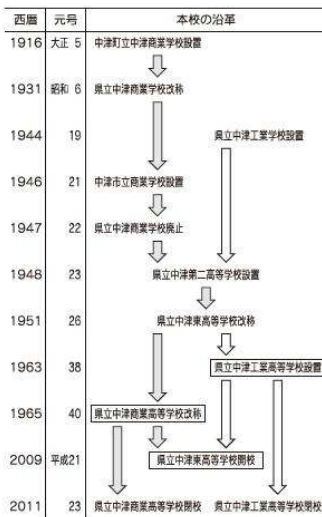 西暦 元号 本校の沿革
1916 大正 5 中津町立中津商業学校設置
1931 昭和 6 県立中津商業学校改称
1944 19 県立中津工業学校設置
1946 21 中津市立商業学校設置
1947 22 県立中津商業学校廃止
1948 23 県立中津第二高等学校設置
1951 26 県立中津東高等学校改称
1963 38 県立中津工業高等学校設置
1965 40 県立中津商業高等学校改称
2009 平成21 県立中津東高等学校開校
2011 23 県立中津商業高等学校閉校 県立中津工業高等学校閉校